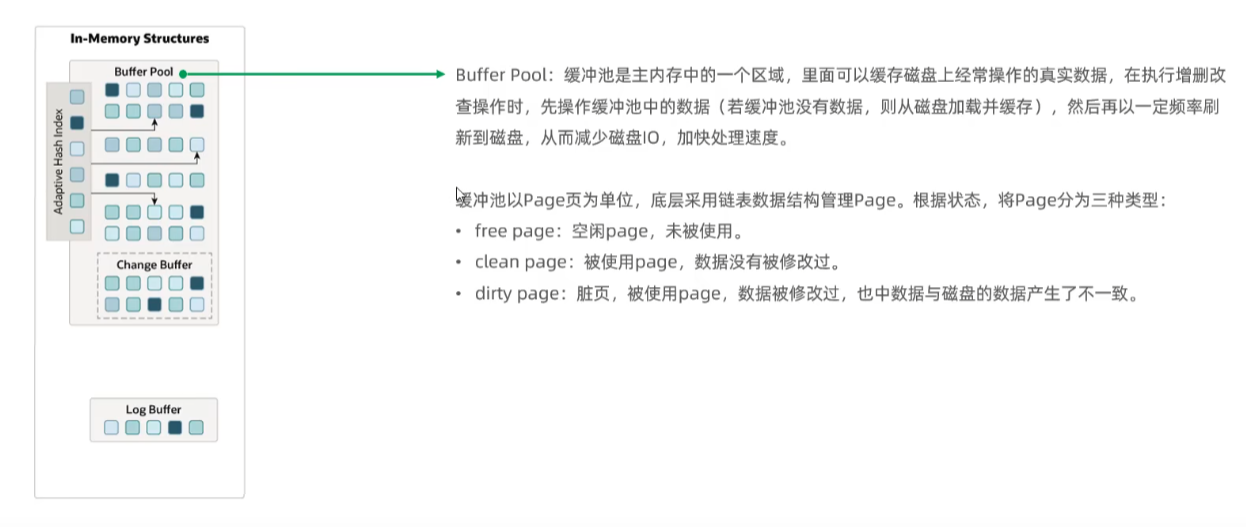 In-Memory Structures
Buffer Pool
Adaptive Hash Index
Change Buffer
Log Buffer
Buffer Pool：缓冲池是主内存中的一个区域，里面可以缓存磁盘上经常操作的真实数据，在执行增删改
查操作时，先操作缓冲池中的数据（若缓冲池没有数据，则从磁盘加载并缓存），然后再以一定频率刷
新到磁盘，从而减少磁盘IO，加快处理速度。
缓冲池以Page页为单位，底层采用链表数据结构管理Page。根据状态，将Page分为三种类型：
• free page：空闲page，未被使用。
• clean page：被使用page，数据没有被修改过。
• dirty page：脏页，被使用page，数据被修改过，也中数据与磁盘的数据产生了不一致。